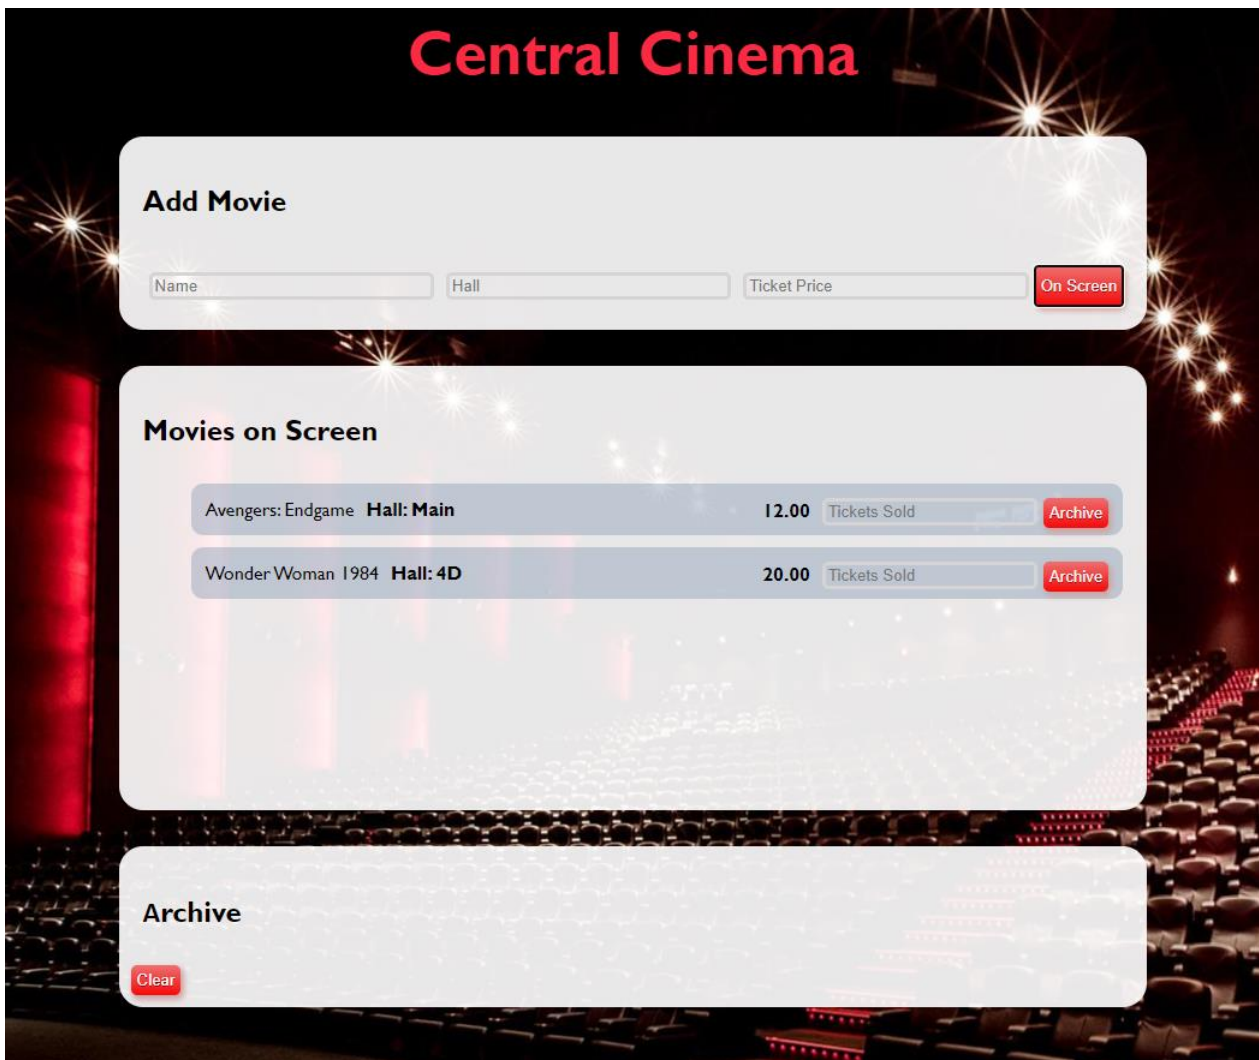 Central Cinema
Add Movie
Name Hall Ticket Price On Screen
Movies on Screen
Avengers: Endgame Hall: Main 12.00 Tickets Sold Archive
Wonder Woman 1984 Hall: 4D 20.00 Tickets Sold Archive
Archive
Clear